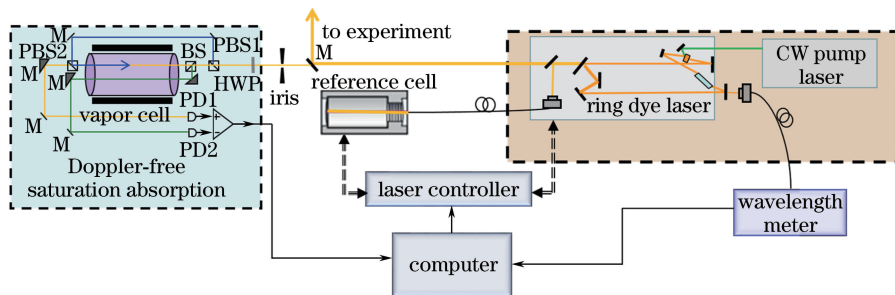 M
PBS2
BS
PBS1
M
HWP
M
PD1
vapor cell
M
M
PD2
Doppler-free
saturation absorption
iris
to experiment
M
reference cell
ring dye laser
CW pump
laser
laser controller
computer
wavelength
meter
+
−